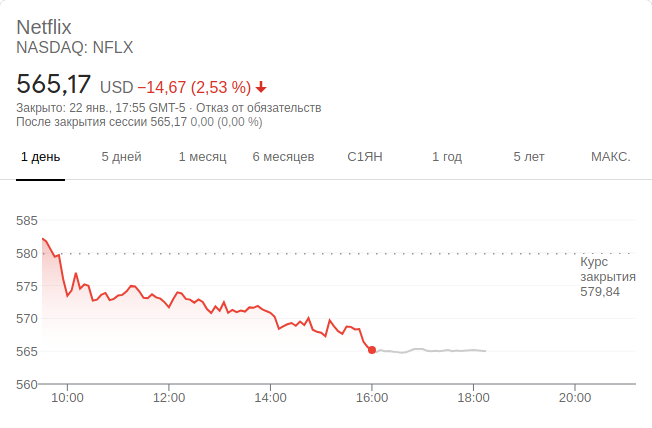 Netflix
NASDAQ: NFLX
565,17 USD −14,67 (2,53 %)
Закрыто: 22 янв., 17:55 GMT-5 · Отказ от обязательств
После закрытия сессии 565,17 0,00 (0,00 %)
1 день 5 дней 1 месяц 6 месяцев С1ЯН 1 год 5 лет МАКС.
585
580
Курс
закрытия
579,84
575
570
565
560
10:00 12:00 14:00 16:00 18:00 20:00